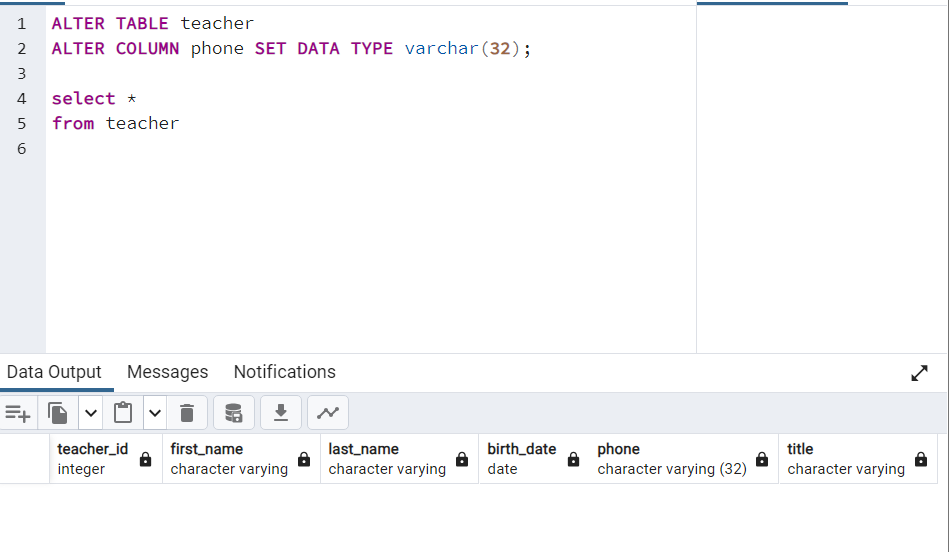 1 ALTER TABLE teacher
2 ALTER COLUMN phone SET DATA TYPE varchar(32);
3
4 select *
5 from teacher
6
Data Output Messages Notifications
teacher_id first_name last_name birth_date phone title
integer character varying character varying date character varying (32) character varying